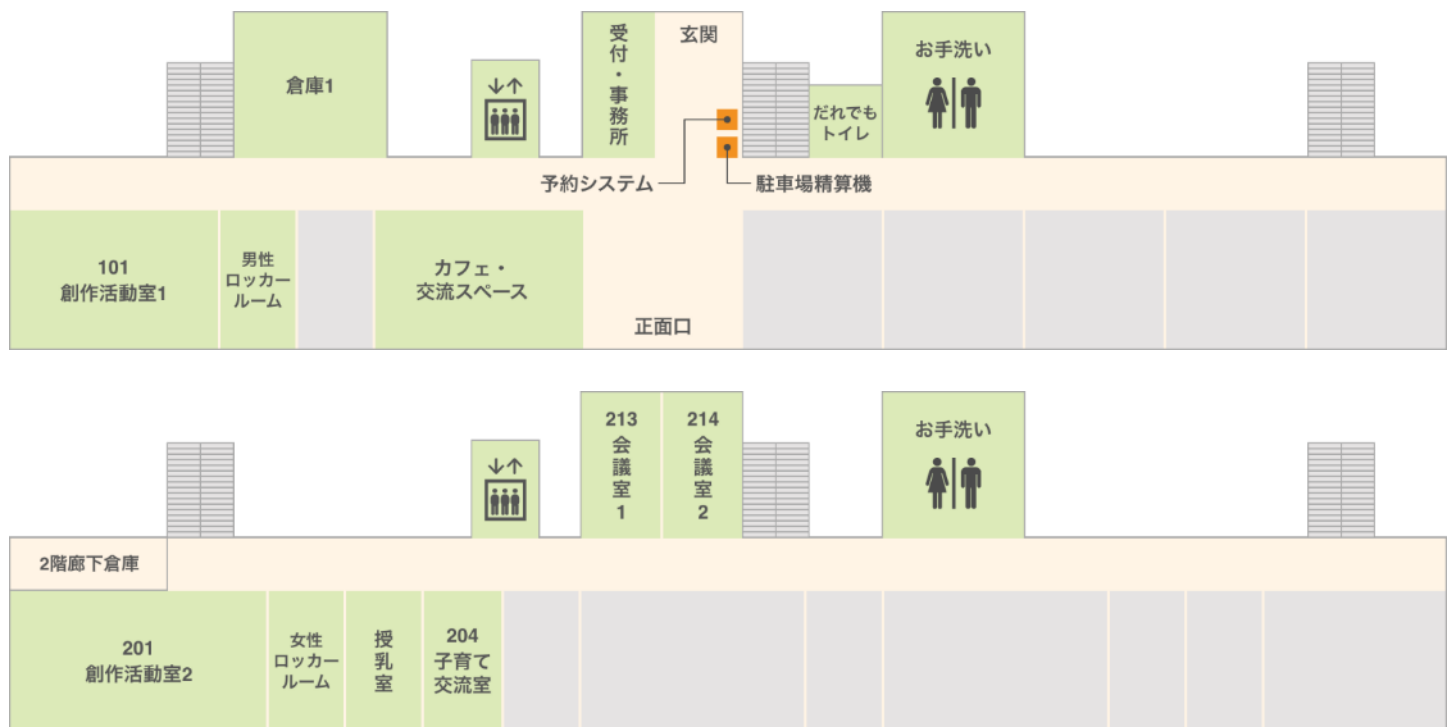 倉庫1
受付・事務所
玄関
お手洗い
だれでも
トイレ
予約システム
駐車場精算機
101
創作活動室1
男性
ロッカー
ルーム
カフェ・
交流スペース
正面口
213
会議室1
214
会議室2
お手洗い
2階廊下倉庫
201
創作活動室2
女性
ロッカー
ルーム
授乳室
204
子育て
交流室